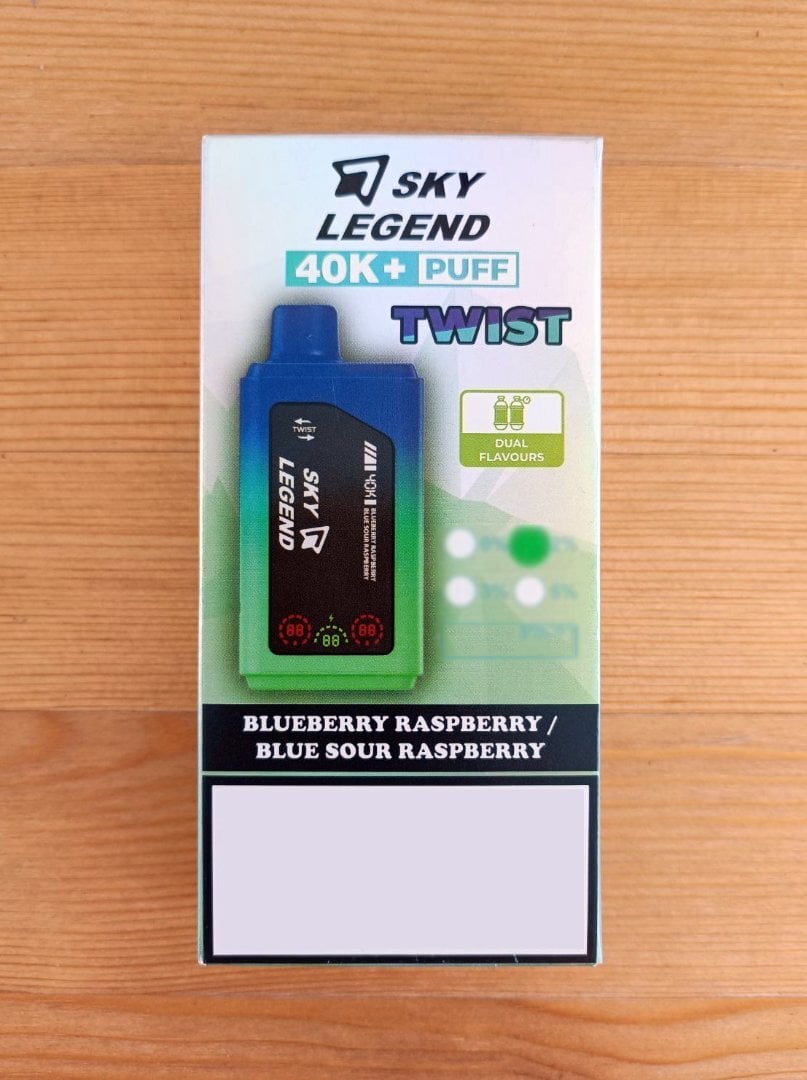 SKY
LEGEND
40K+ PUFF
TWIST
TWIST
SKY
LEGEND
40K
BLUEBERRY RASPBERRY
BLUE SOUR RASPBERRY
88 88 88
DUAL
FLAVOURS
BLUEBERRY RASPBERRY /
BLUE SOUR RASPBERRY